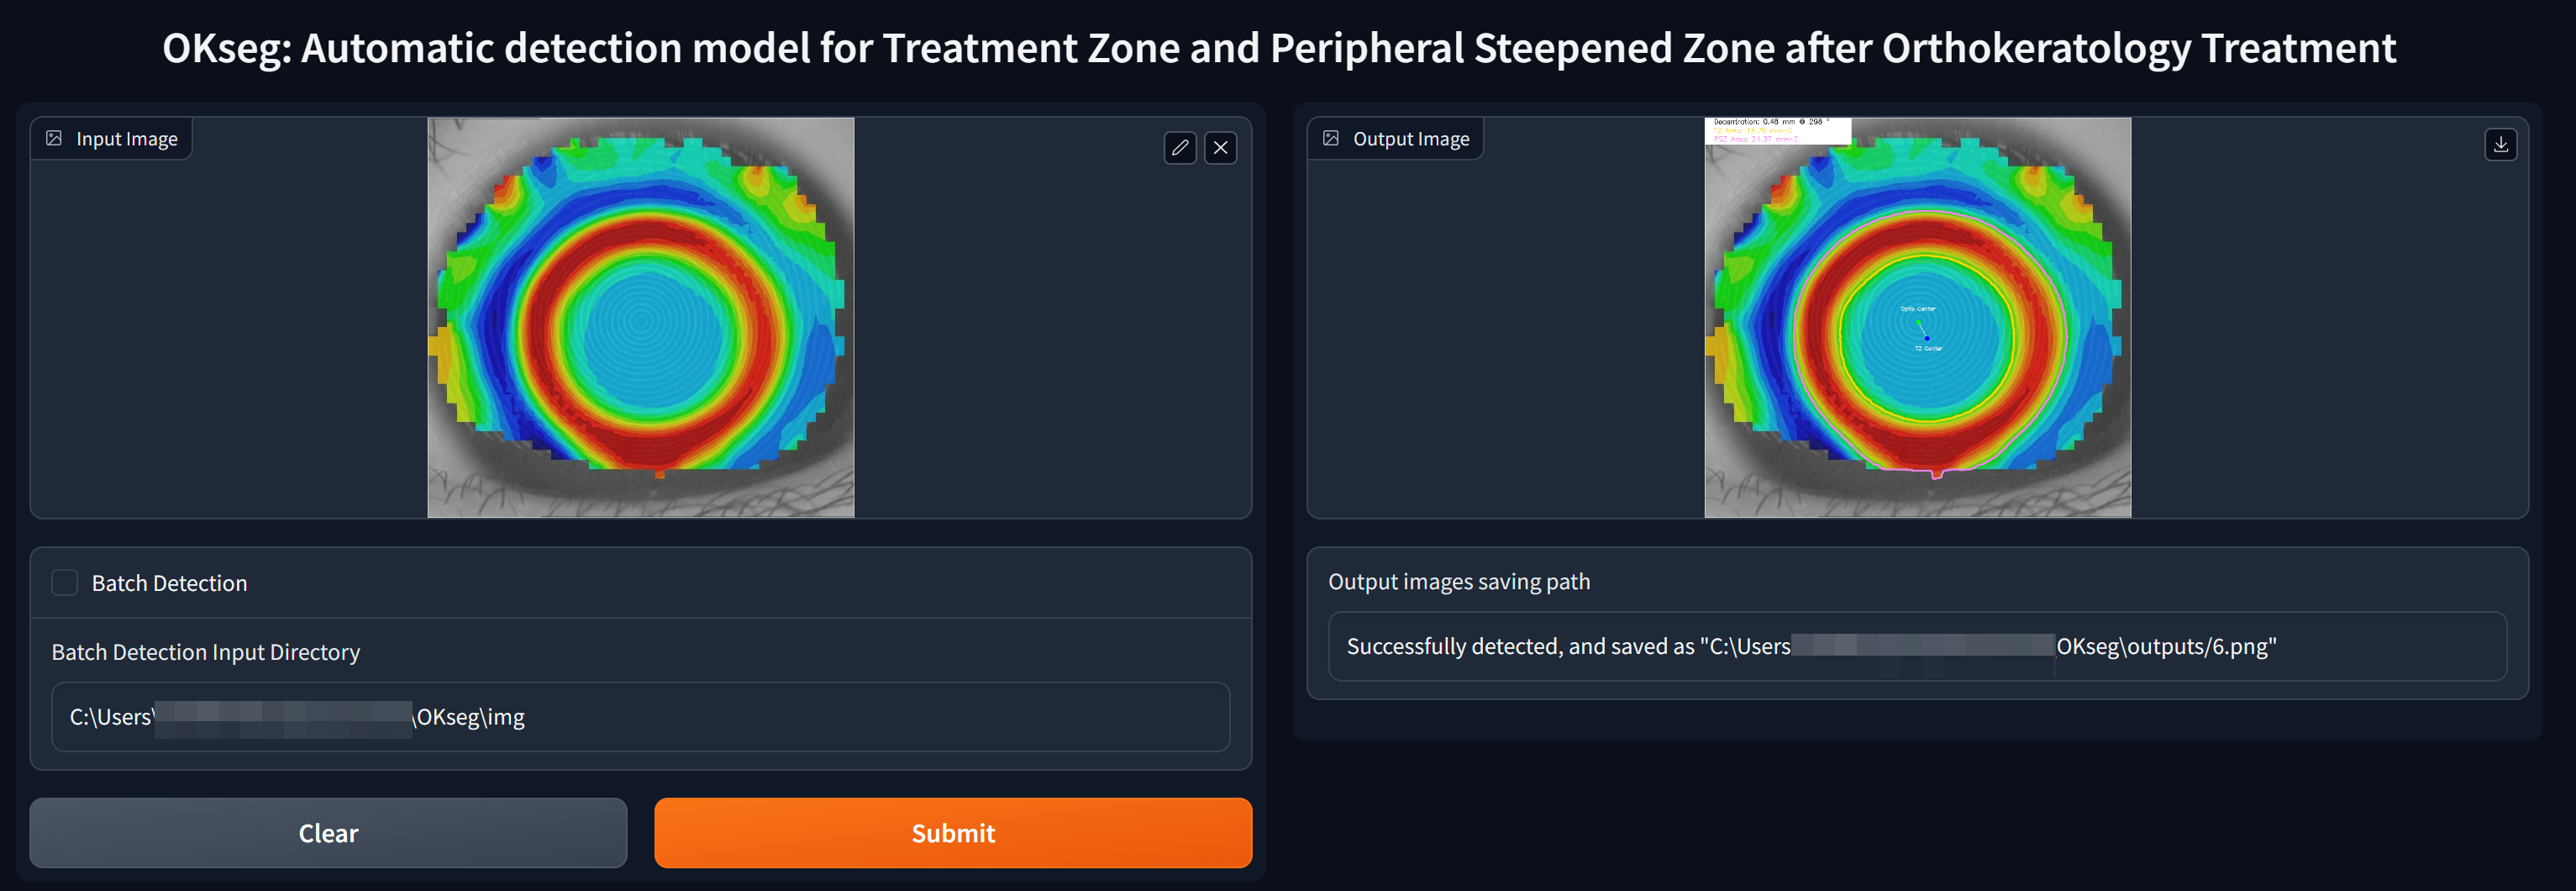 OKseg: Automatic detection model for Treatment Zone and Peripheral Steepened Zone after Orthokeratology Treatment
Input Image
Batch Detection
Batch Detection Input Directory
C:\Users\ \OKseg\img
Clear
Submit
Output Image
Decentration: 0.48 mm @ 298 °
TZ Area: 14.78 mm^2
PSZ Area: 21.37 mm^2
Optic Center
TZ Center
Output images saving path
Successfully detected, and saved as "C:\Users OKseg\outputs/6.png"